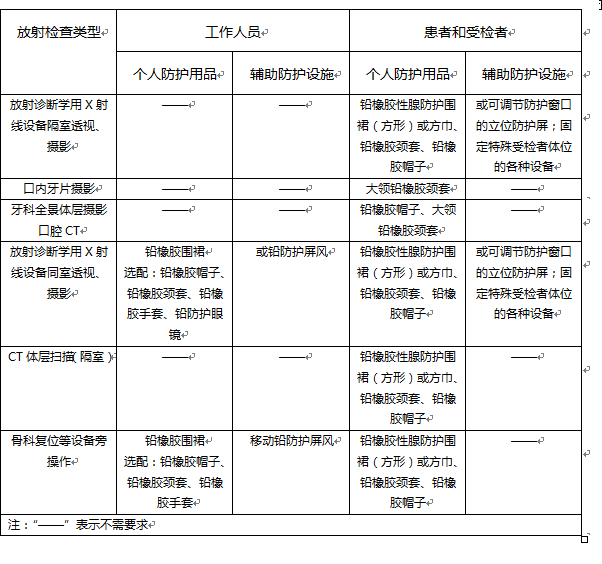 放射检查类型 工作人员 患者和受检者
个人防护用品 辅助防护设施 个人防护用品 辅助防护设施
放射诊断学用 X 射 —— —— 铅橡胶性腺防护围 或可调节防护窗口
线设备隔室透视、 裙（方形）或方巾、 的立位防护屏；固
摄影 铅橡胶颈套、铅橡 定特殊受检者体位
胶帽子 的各种设备
口内牙片摄影 —— —— 大领铅橡胶颈套 ——
牙科全景体层摄影 —— —— 铅橡胶帽子、大领 ——
口腔 CT 铅橡胶颈套
放射诊断学用 X 射 铅橡胶围裙 或铅防护屏风 铅橡胶性腺防护围 或可调节防护窗口
线设备同室透视、 选配：铅橡胶帽子、 裙（方形）或方巾、 的立位防护屏；固
摄影 铅橡胶颈套、铅橡 铅橡胶颈套、铅橡 定特殊受检者体位
胶手套、铅防护眼 胶帽子 的各种设备
镜
CT 体层扫描（隔室） —— —— 铅橡胶性腺防护围 ——
裙（方形）或方巾、
铅橡胶颈套、铅橡
胶帽子
骨科复位等设备旁 铅橡胶围裙 移动铅防护屏风 铅橡胶性腺防护围 ——
操作 选配：铅橡胶帽子、 裙（方形）或方巾、
铅橡胶颈套、铅橡 铅橡胶颈套、铅橡
胶手套 胶帽子
注：“——”表示不需要求